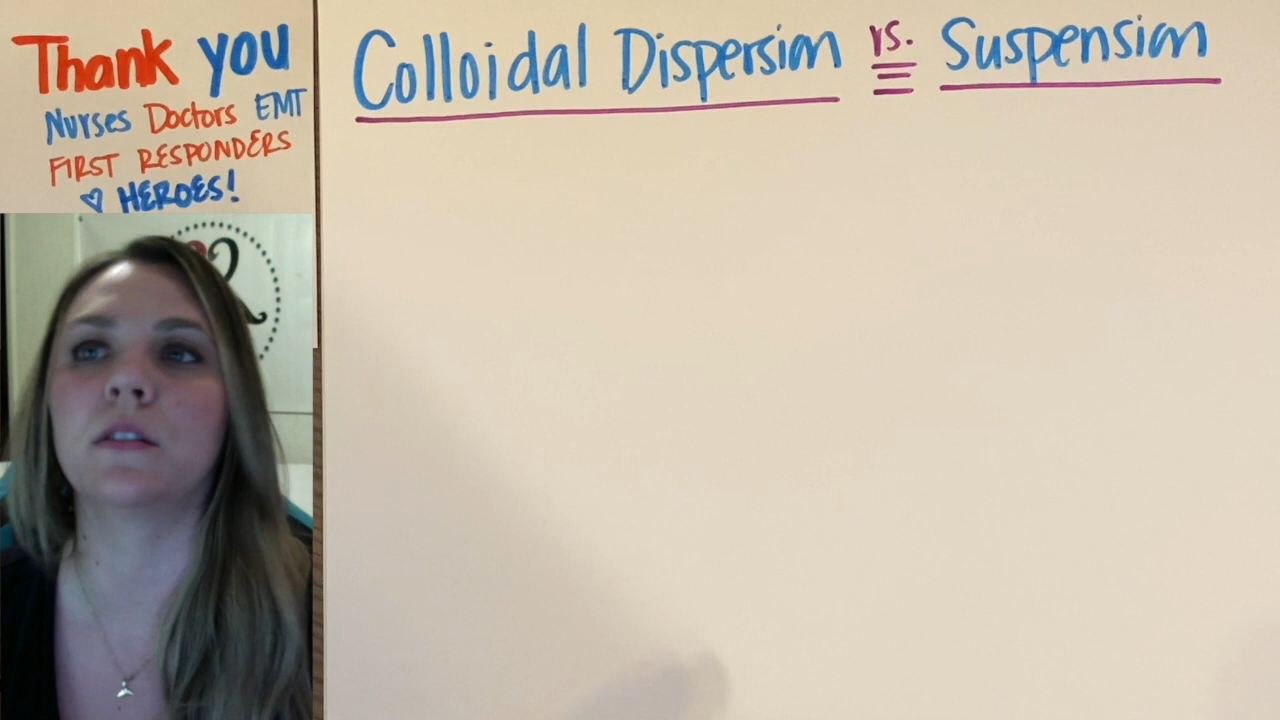 Thank you
Nurses Doctors EMT
FIRST RESPONDERS
♡ HEROES!
Colloidal Dispersion vs. Suspension